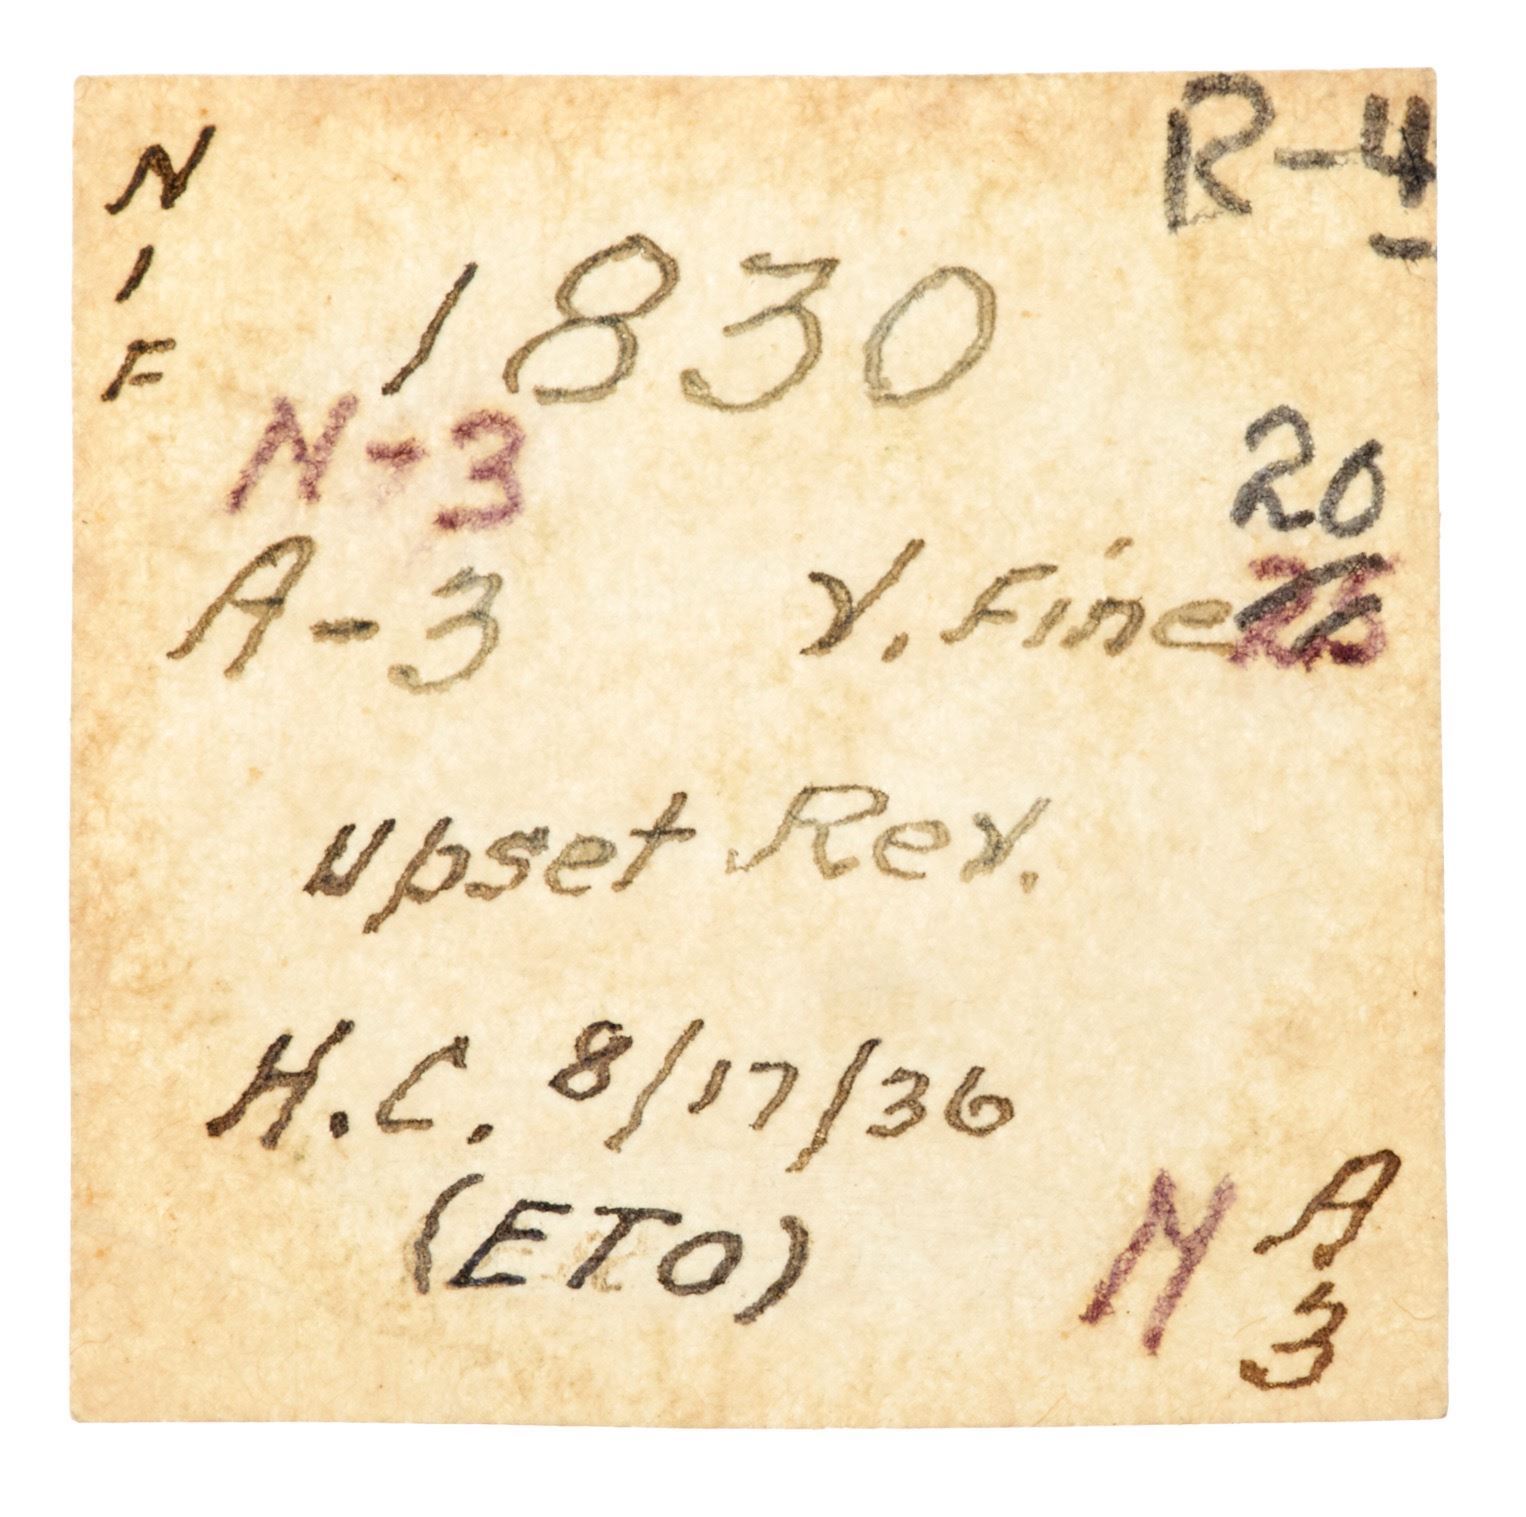 R-4
N
I
F
1830
N-3
20
A-3 V. Fine
upset Rev.
H.C. 8/17/36
(ETO)
N A
3